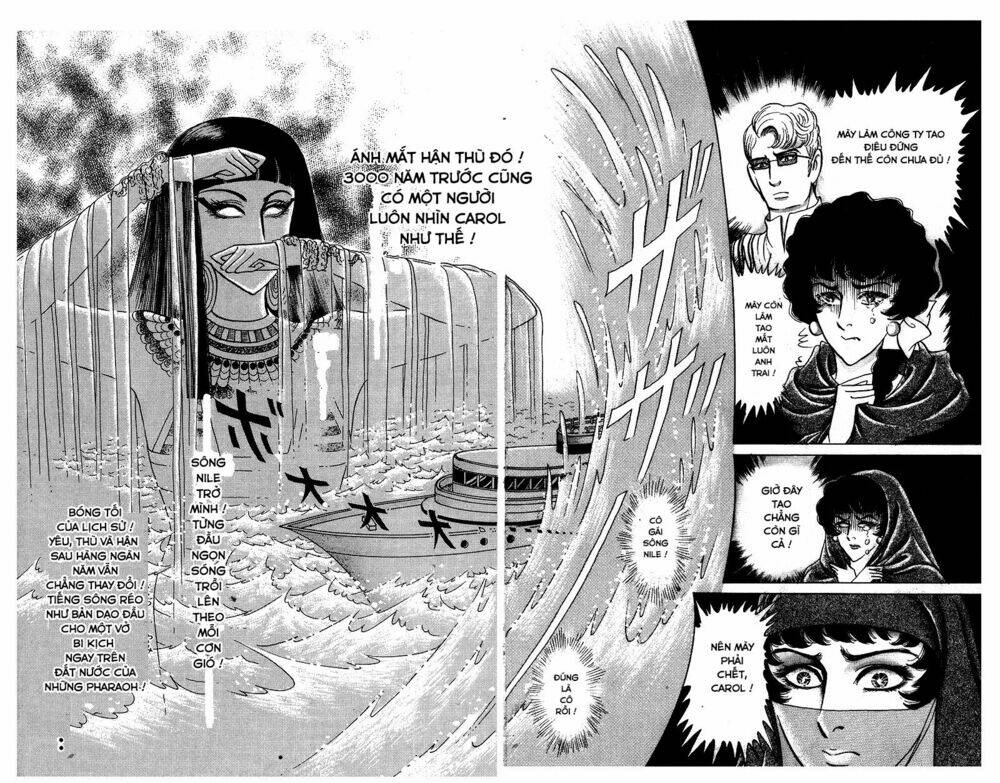 MÀY LÀM CÔNG TY TAO
ĐIÊU ĐỨNG
ĐẾN THẾ CÒN CHƯA ĐỦ !
MÀY CÒN
LÀM
TAO
MẤT
LUÔN
ANH
TRAI !
GIỜ ĐÂY
TAO
CHẲNG
CÒN GÌ
CẢ !
NÊN MÀY
PHẢI
CHẾT,
CAROL !
CÔ
GÁI
SÔNG
NILE !
ĐÚNG
LÀ
CÔ
RỒI !
ザ
ザ
ÁNH MẮT HẬN THÙ ĐÓ !
3000 NĂM TRƯỚC CŨNG
CÓ MỘT NGƯỜI
LUÔN NHÌN CAROL
NHƯ THẾ !
SÔNG
NILE
TRỞ
MÌNH !
TỪNG
ĐẦU
NGỌN
SÓNG
TRỖI
LÊN
THEO
MỖI
CƠN
GIÓ !
BÓNG TỐI
CỦA LỊCH SỬ !
YÊU, THÙ VÀ HẬN
SAU HÀNG NGÀN
NĂM VẪN
CHẲNG THAY ĐỔI !
TIẾNG SÓNG RÉO
NHƯ BẢN DẠO ĐẦU
CHO MỘT VỞ
BI KỊCH
NGAY TRÊN
ĐẤT NƯỚC CỦA
NHỮNG PHARAOH !